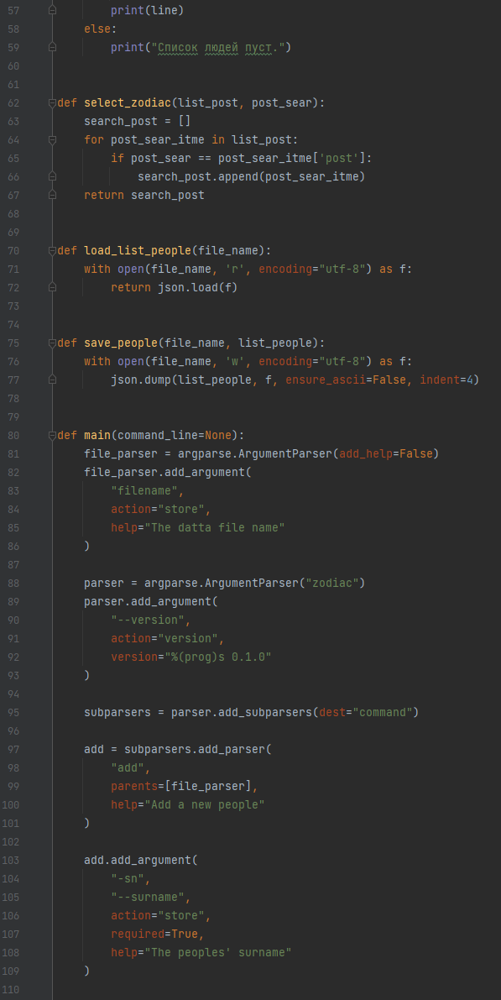 57 print(line)
58 else:
59 print("Список людей пуст.")
60
61
62 def select_zodiac(list_post, post_sear):
63 search_post = []
64 for post_sear_itme in list_post:
65 if post_sear == post_sear_itme['post']:
66 search_post.append(post_sear_itme)
67 return search_post
68
69
70 def load_list_people(file_name):
71 with open(file_name, 'r', encoding="utf-8") as f:
72 return json.load(f)
73
74
75 def save_people(file_name, list_people):
76 with open(file_name, 'w', encoding="utf-8") as f:
77 json.dump(list_people, f, ensure_ascii=False, indent=4)
78
79
80 def main(command_line=None):
81 file_parser = argparse.ArgumentParser(add_help=False)
82 file_parser.add_argument(
83 "filename",
84 action="store",
85 help="The datta file name"
86 )
87
88 parser = argparse.ArgumentParser("zodiac")
89 parser.add_argument(
90 "--version",
91 action="version",
92 version="%(prog)s 0.1.0"
93 )
94
95 subparsers = parser.add_subparsers(dest="command")
96
97 add = subparsers.add_parser(
98 "add",
99 parents=[file_parser],
100 help="Add a new people"
101 )
102
103 add.add_argument(
104 "-sn",
105 "--surname",
106 action="store",
107 required=True,
108 help="The peoples' surname"
109 )
110